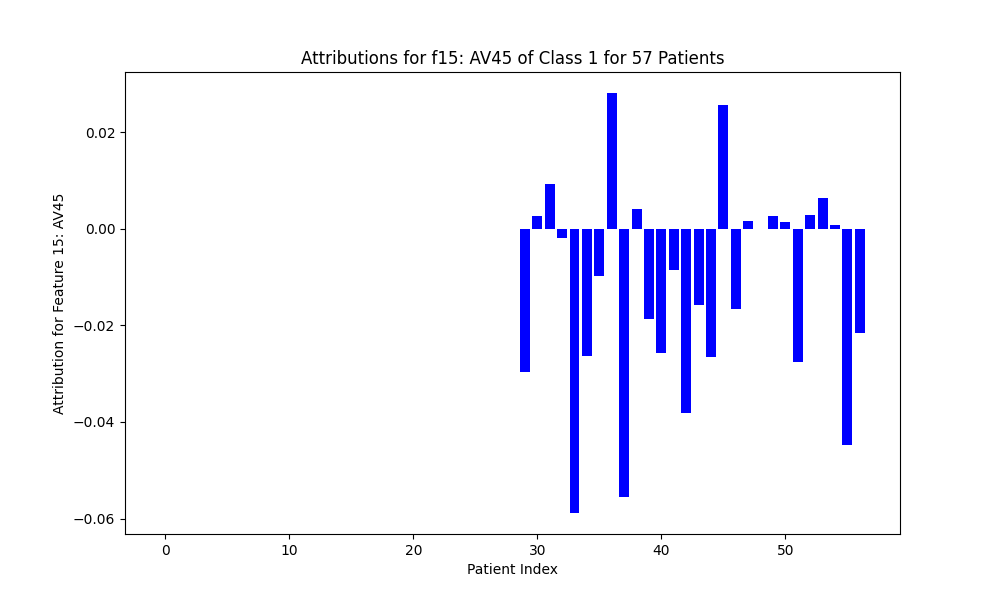 Attributions for f15: AV45 of Class 1 for 57 Patients
Attribution for Feature 15: AV45
0.02
0.00
−0.02
−0.04
−0.06
0 10 20 30 40 50
Patient Index